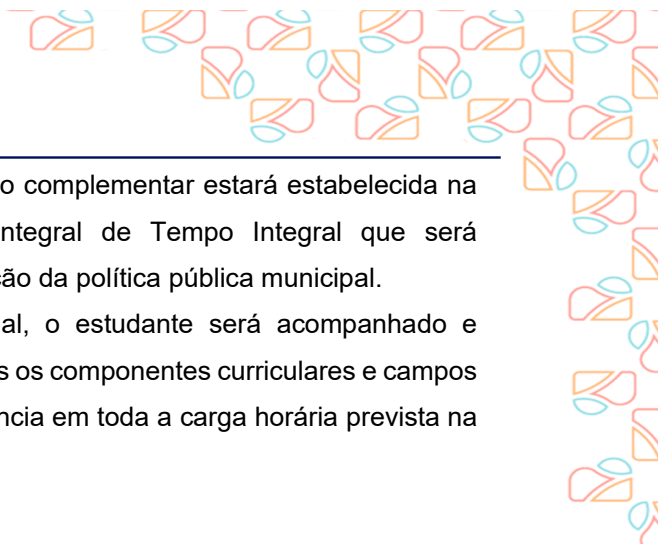 o complementar estará estabelecida na
ntegral de Tempo Integral que será
ção da política pública municipal.
al, o estudante será acompanhado e
s os componentes curriculares e campos
ncia em toda a carga horária prevista na